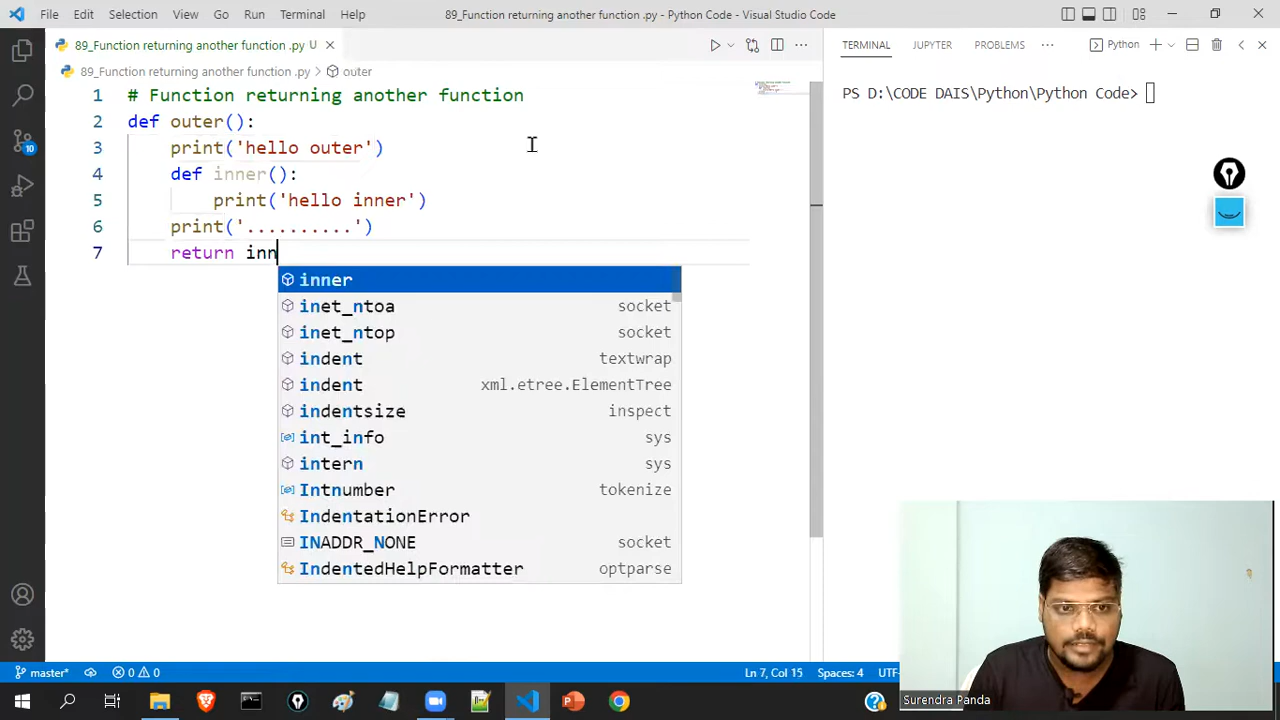 File Edit Selection View Go Run Terminal Help
89_Function returning another function .py - Python Code - Visual Studio Code
89_Function returning another function .py U
TERMINAL JUPYTER PROBLEMS Python
89_Function returning another function .py > outer
1 # Function returning another function
2 def outer():
3 print('hello outer')
4 def inner():
5 print('hello inner')
6 print('..........')
7 return inn
PS D:\CODE DAIS\Python\Python Code>
inner
inet_ntoa socket
inet_ntop socket
indent textwrap
indent xml.etree.ElementTree
indentsize inspect
int_info sys
intern sys
Intnumber tokenize
IndentationError
INADDR_NONE socket
IndentedHelpFormatter optparse
10
master* 0 0 Ln 7, Col 15 Spaces: 4 UTF-
Surendra Panda